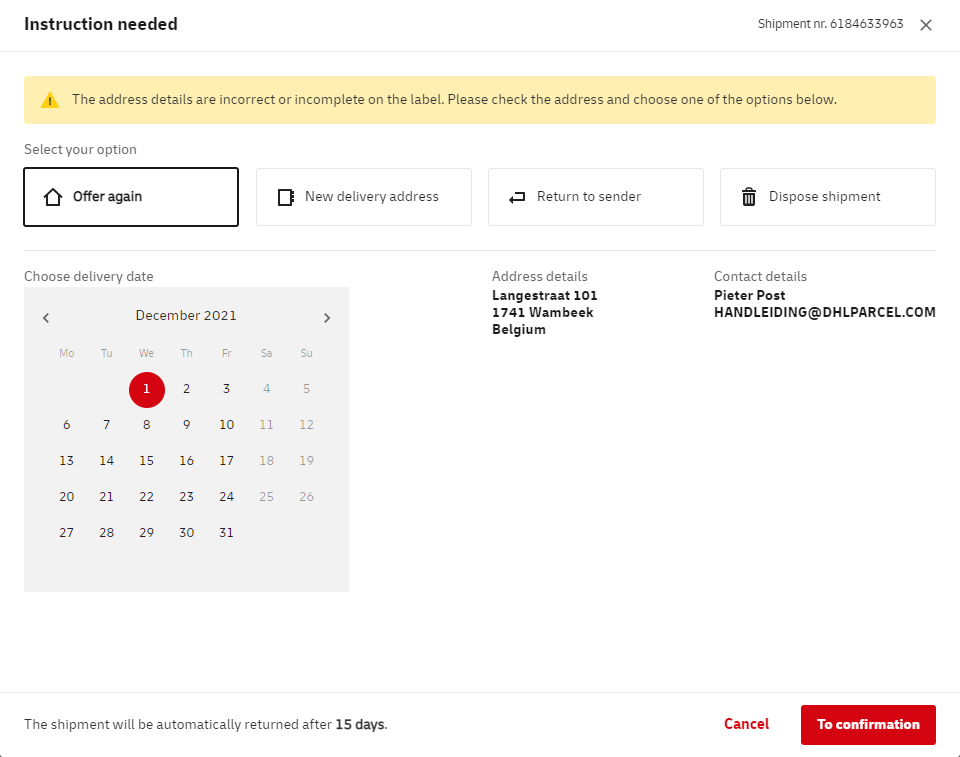 Instruction needed
Shipment nr. 6184633963
The address details are incorrect or incomplete on the label. Please check the address and choose one of the options below.
Select your option
Offer again
New delivery address
Return to sender
Dispose shipment
Choose delivery date
December 2021
Mo Tu We Th Fr Sa Su
1 2 3 4 5
6 7 8 9 10 11 12
13 14 15 16 17 18 19
20 21 22 23 24 25 26
27 28 29 30 31
Address details
Langestraat 101
1741 Wambeek
Belgium
Contact details
Pieter Post
HANDLEIDING@DHLPARCEL.COM
The shipment will be automatically returned after 15 days.
Cancel
To confirmation